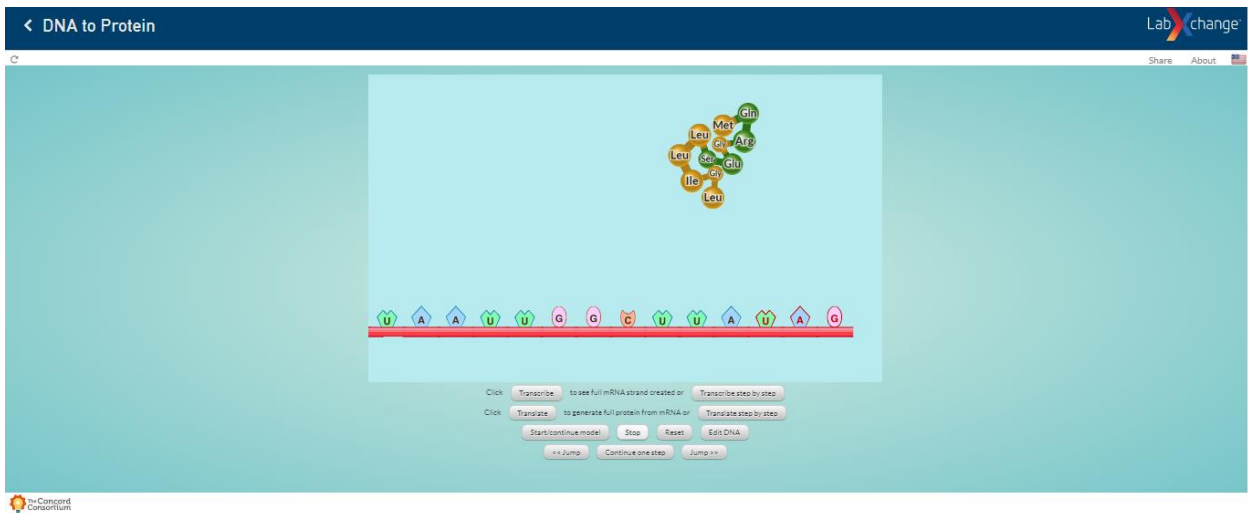 < DNA to Protein
LabXchange
Share About
Gln
Met
Leu
Gly Arg
Leu Ser Glu
Ile Gly
Leu
U A A U U G G C U U A U A G
Click Transcribe to see full mRNA strand created or Transcribe step by step
Click Translate to generate full protein from mRNA or Translate step by step
Start/continue model Stop Reset Edit DNA
<< Jump Continue one step Jump >>
The Concord
Consortium